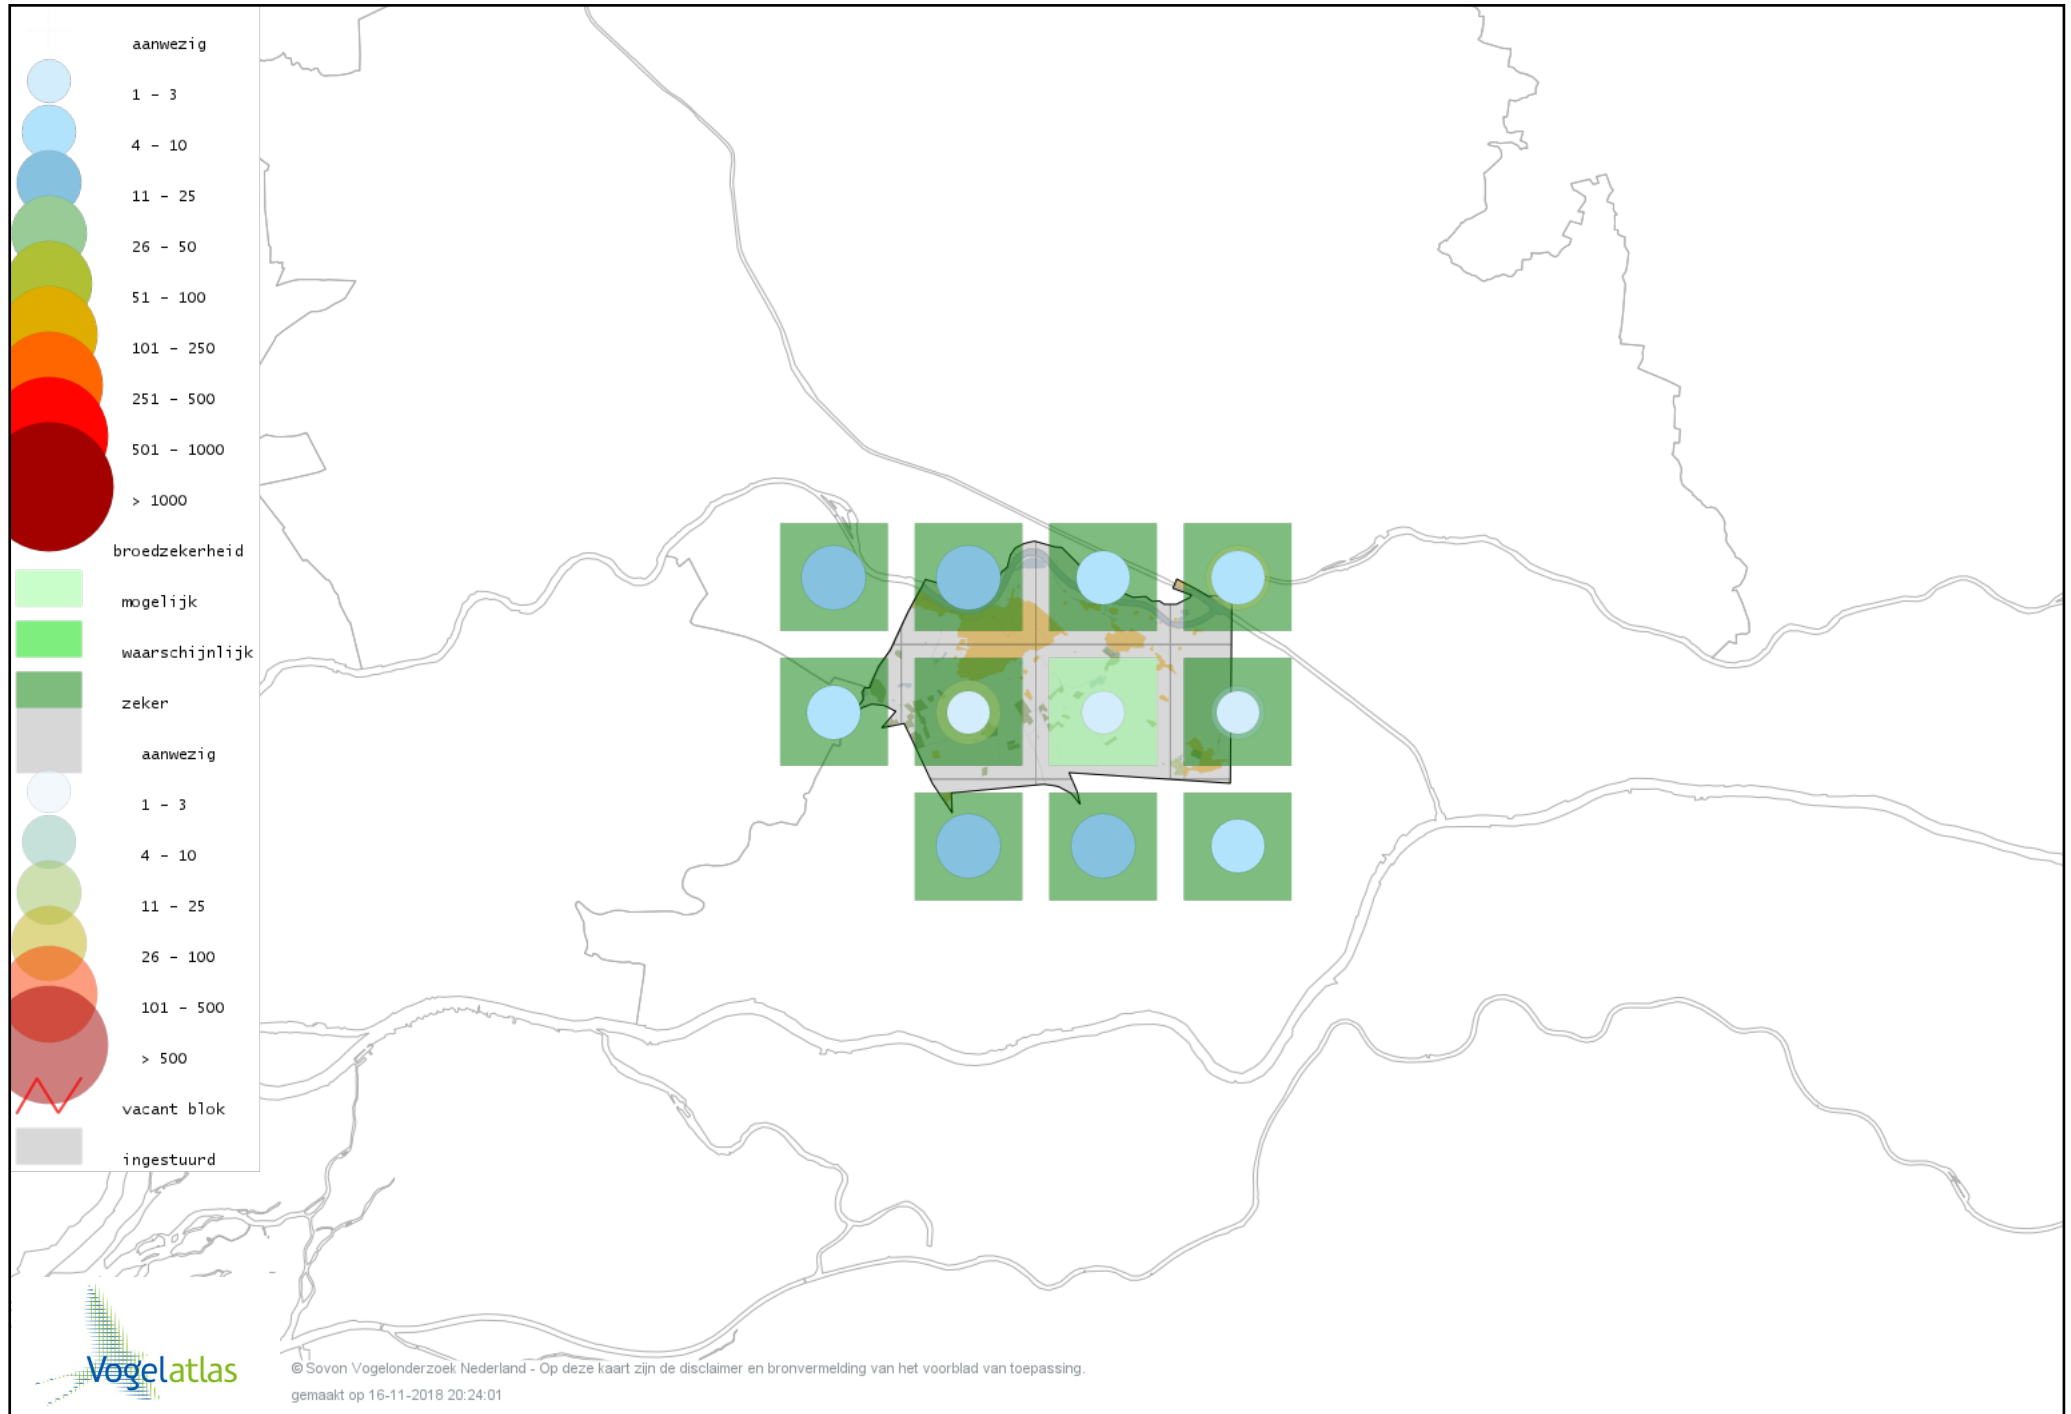 aanwezig
1 - 3
4 - 10
11 - 25
26 - 50
51 - 100
101 - 250
251 - 500
501 - 1000
> 1000
broedzekerheid
mogelijk
waarschijnlijk
zeker
aanwezig
1 - 3
4 - 10
11 - 25
26 - 100
101 - 500
> 500
vacant blok
ingestuurd
Vogelatlas
© Sovon Vogelonderzoek Nederland - Op deze kaart zijn de disclaimer en bronvermelding van het voorblad van toepassing.
gemaakt op 16-11-2018 20:24:01